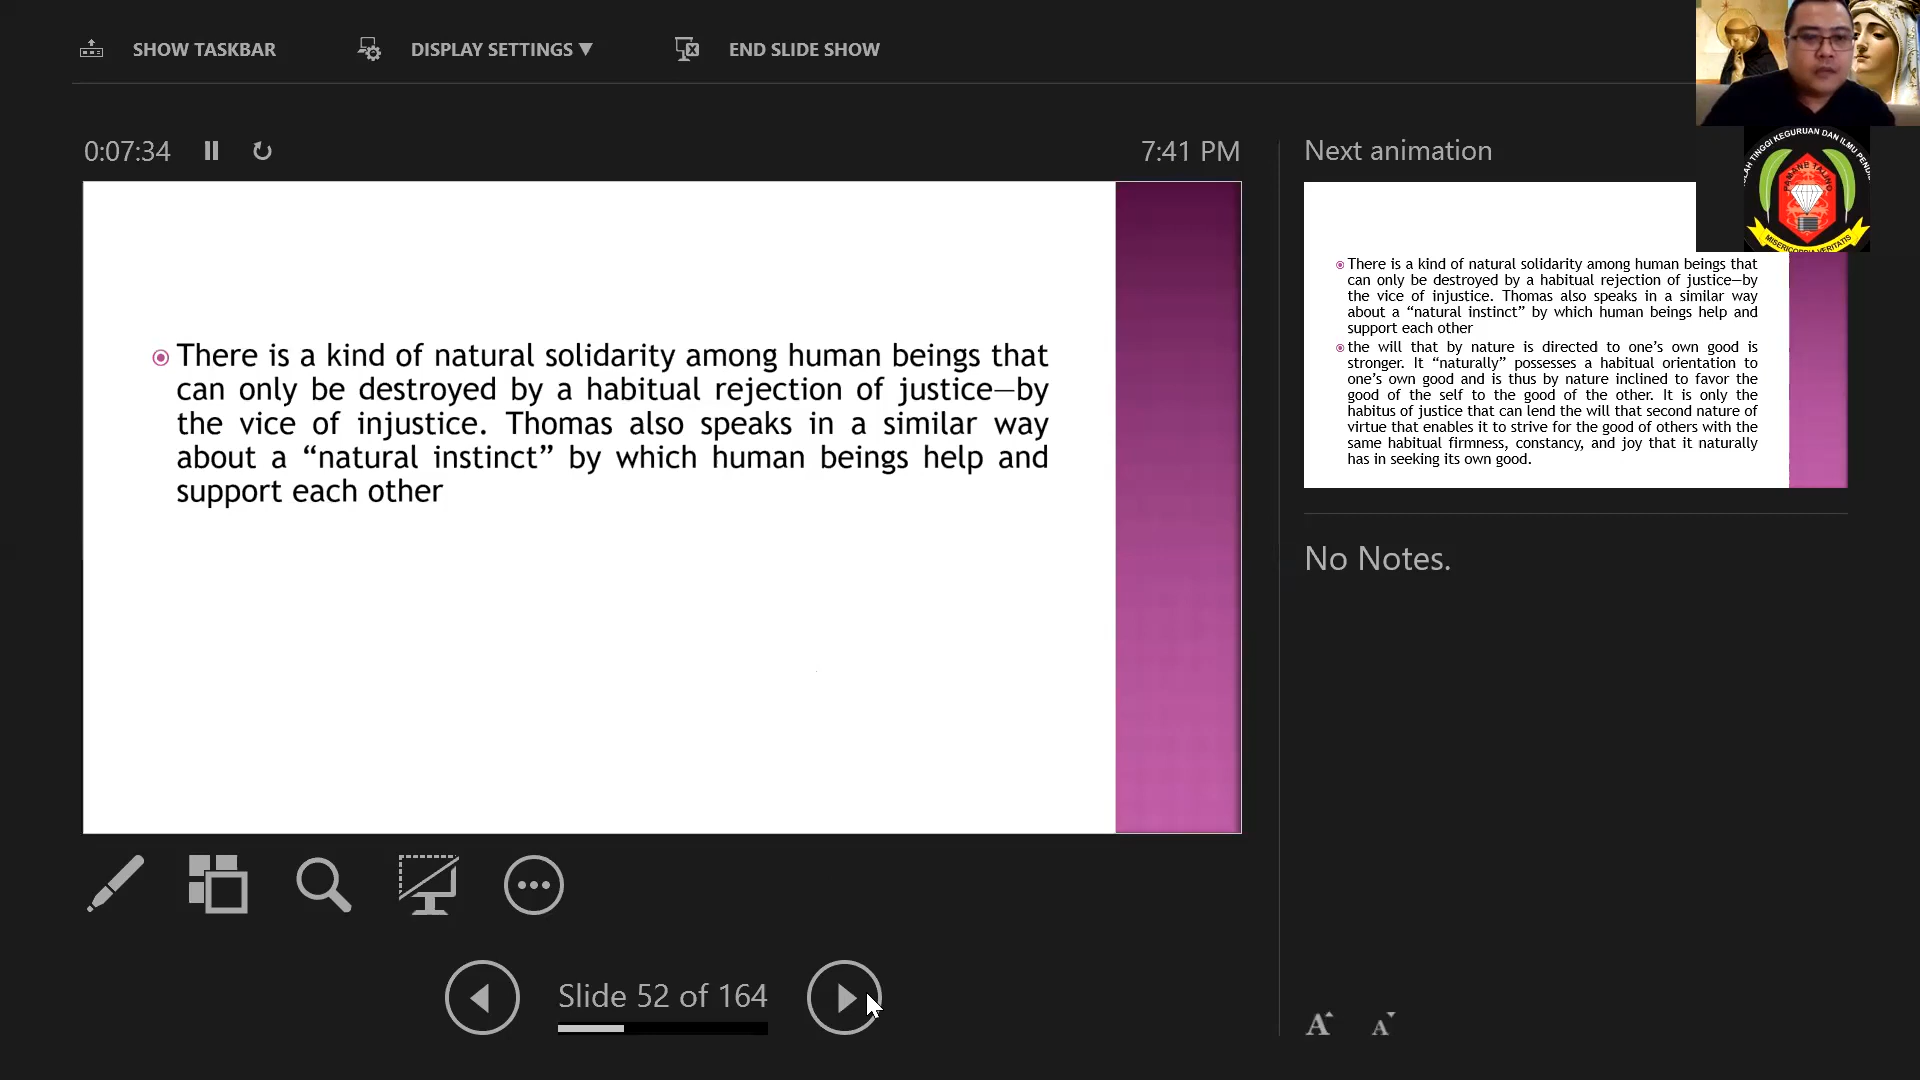 SHOW TASKBAR
DISPLAY SETTINGS ▼
END SLIDE SHOW
0:07:34
7:41 PM
There is a kind of natural solidarity among human beings that
can only be destroyed by a habitual rejection of justice—by
the vice of injustice. Thomas also speaks in a similar way
about a “natural instinct” by which human beings help and
support each other
Slide 52 of 164
Next animation
There is a kind of natural solidarity among human beings that
can only be destroyed by a habitual rejection of justice—by
the vice of injustice. Thomas also speaks in a similar way
about a “natural instinct” by which human beings help and
support each other
the will that by nature is directed to one’s own good is
stronger. It “naturally” possesses a habitual orientation to
one’s own good and is thus by nature inclined to favor the
good of the self to the good of the other. It is only the
habitus of justice that can lend the will that second nature of
virtue that enables it to strive for the good of others with the
same habitual firmness, constancy, and joy that it naturally
has in seeking its own good.
No Notes.
A A
TINGGI KEGURUAN DAN ILMU
PAMANE TALINO
MISERICORDIA VERITATIS